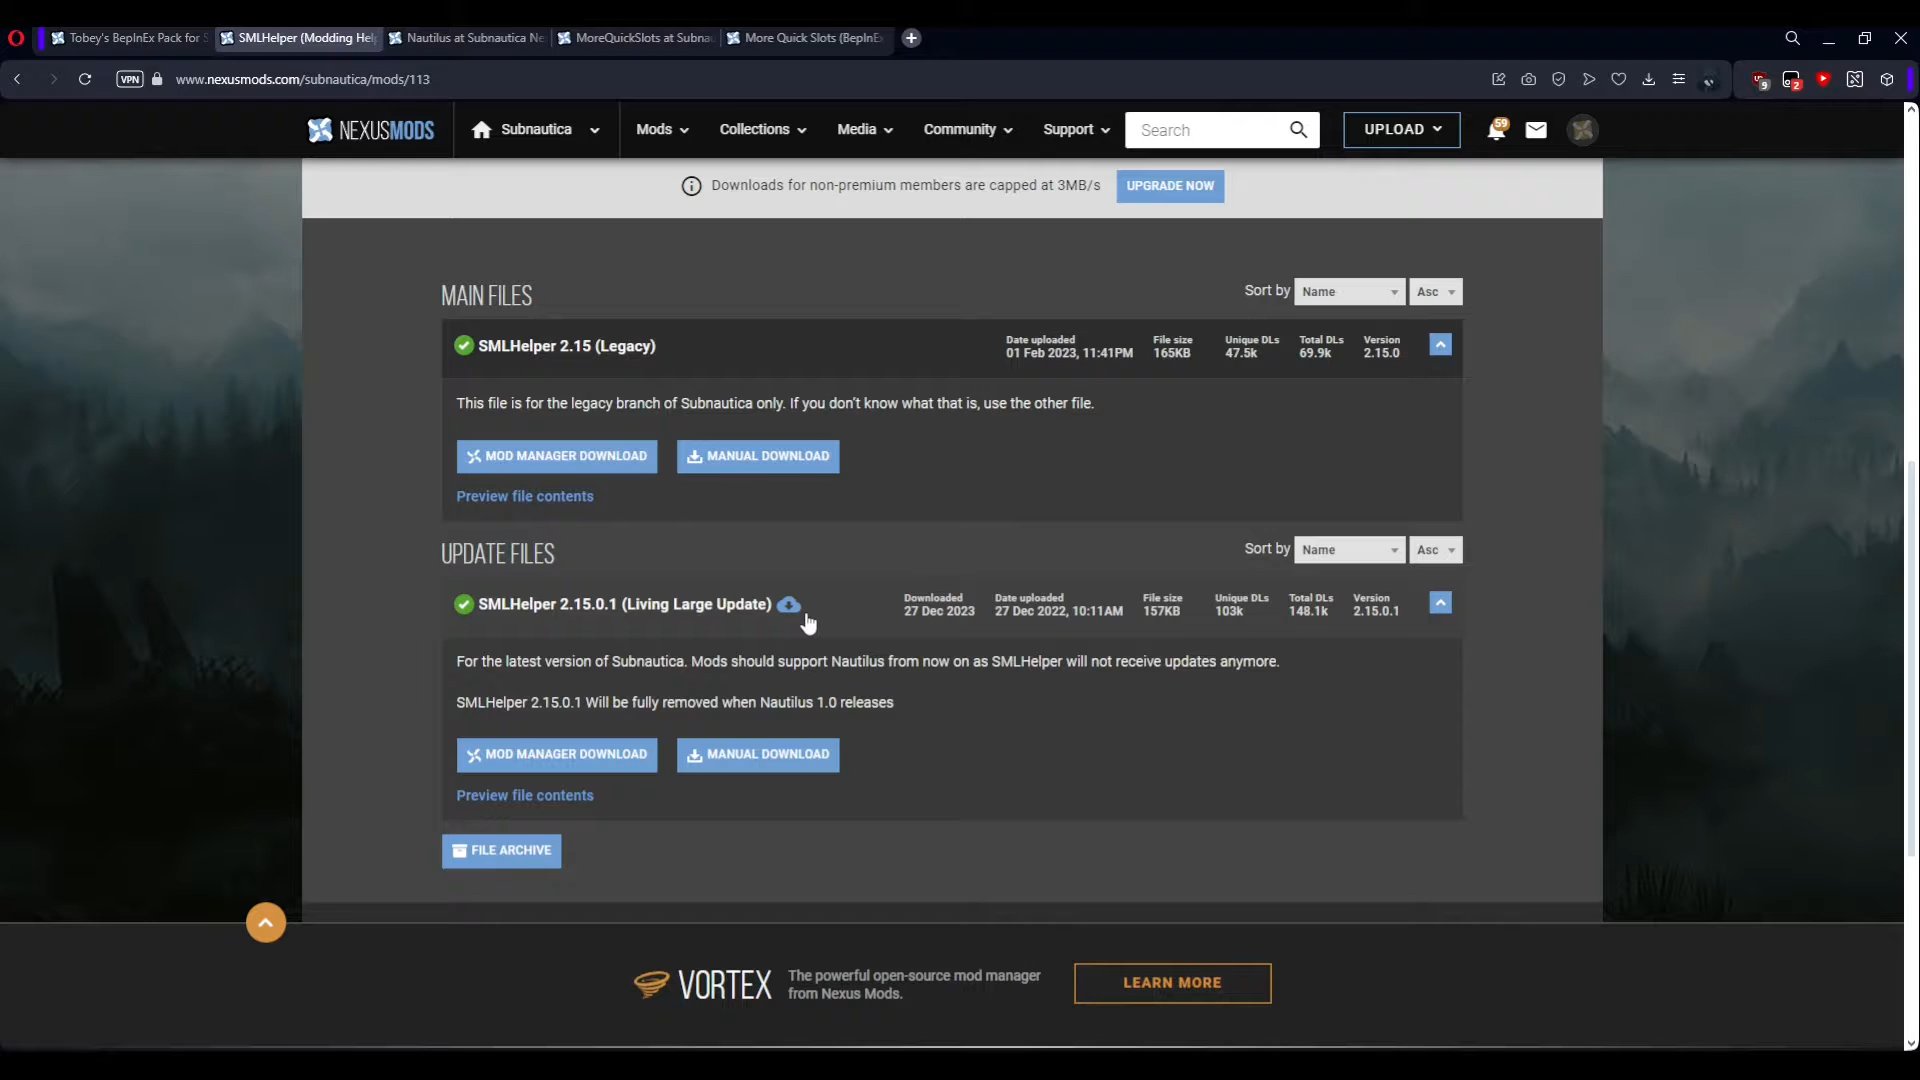 Tobey's BepInEx Pack for S
SMLHelper (Modding Hel
Nautilus at Subnautica Ne
MoreQuickSlots at Subnau
More Quick Slots (BepInEx
VPN
www.nexusmods.com/subnautica/mods/113
9
2
NEXUSMODS
Subnautica
Mods
Collections
Media
Community
Support
Search
UPLOAD
59
Downloads for non-premium members are capped at 3MB/s
UPGRADE NOW
MAIN FILES
Sort by
Name
Asc
SMLHelper 2.15 (Legacy)
Date uploaded
01 Feb 2023, 11:41PM
File size
165KB
Unique DLs
47.5k
Total DLs
69.9k
Version
2.15.0
This file is for the legacy branch of Subnautica only. If you don't know what that is, use the other file.
MOD MANAGER DOWNLOAD
MANUAL DOWNLOAD
Preview file contents
UPDATE FILES
Sort by
Name
Asc
SMLHelper 2.15.0.1 (Living Large Update)
Downloaded
27 Dec 2023
Date uploaded
27 Dec 2022, 10:11AM
File size
157KB
Unique DLs
103k
Total DLs
148.1k
Version
2.15.0.1
For the latest version of Subnautica. Mods should support Nautilus from now on as SMLHelper will not receive updates anymore.
SMLHelper 2.15.0.1 Will be fully removed when Nautilus 1.0 releases
MOD MANAGER DOWNLOAD
MANUAL DOWNLOAD
Preview file contents
FILE ARCHIVE
VORTEX
The powerful open-source mod manager
from Nexus Mods.
LEARN MORE